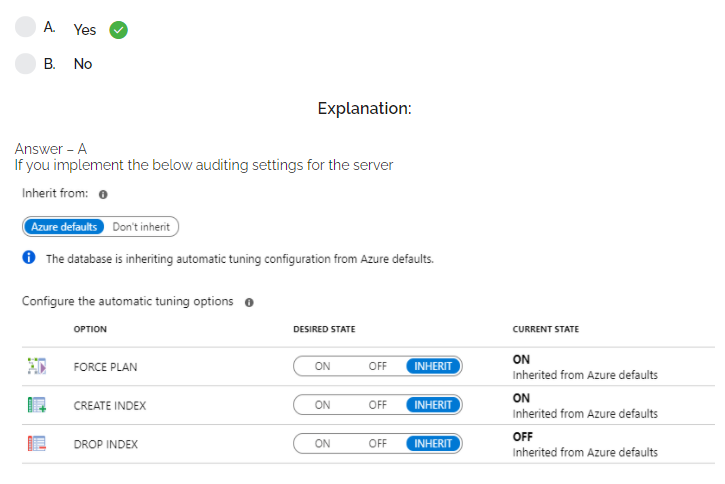 A. Yes
B. No
Explanation:
Answer – A
If you implement the below auditing settings for the server
Inherit from:
Azure defaults Don't inherit
The database is inheriting automatic tuning configuration from Azure defaults.
Configure the automatic tuning options
OPTION DESIRED STATE CURRENT STATE
FORCE PLAN ON OFF INHERIT ON
Inherited from Azure defaults
CREATE INDEX ON OFF INHERIT ON
Inherited from Azure defaults
DROP INDEX ON OFF INHERIT OFF
Inherited from Azure defaults